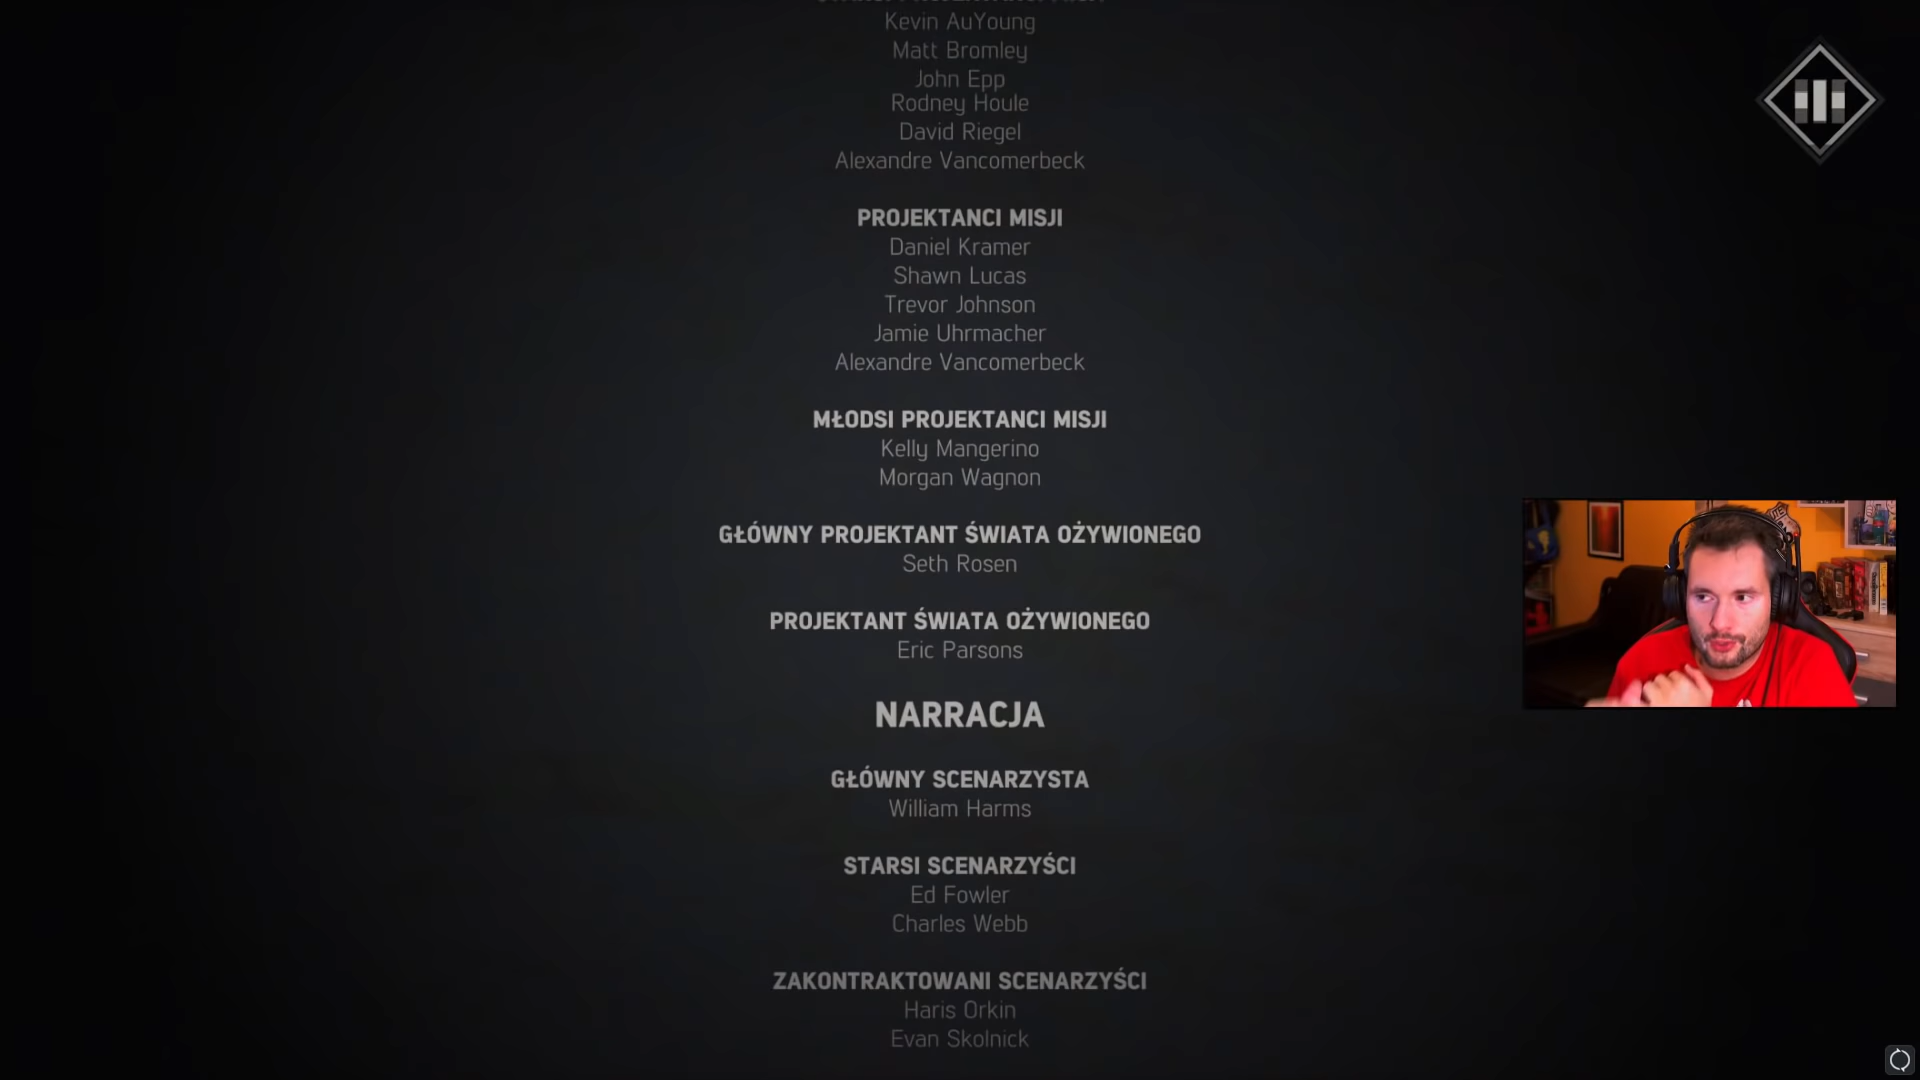 Kevin AuYoung
Matt Bromley
John Epp
Rodney Houle
David Riegel
Alexandre Vancomerbeck
PROJEKTANCI MISJI
Daniel Kramer
Shawn Lucas
Trevor Johnson
Jamie Uhrmacher
Alexandre Vancomerbeck
MŁODSI PROJEKTANCI MISJI
Kelly Mangerino
Morgan Wagnon
GŁÓWNY PROJEKTANT ŚWIATA OŻYWIONEGO
Seth Rosen
PROJEKTANT ŚWIATA OŻYWIONEGO
Eric Parsons
NARRACJA
GŁÓWNY SCENARZYSTA
William Harms
STARSI SCENARZYŚCI
Ed Fowler
Charles Webb
ZAKONTRAKTOWANI SCENARZYŚCI
Haris Orkin
Evan Skolnick